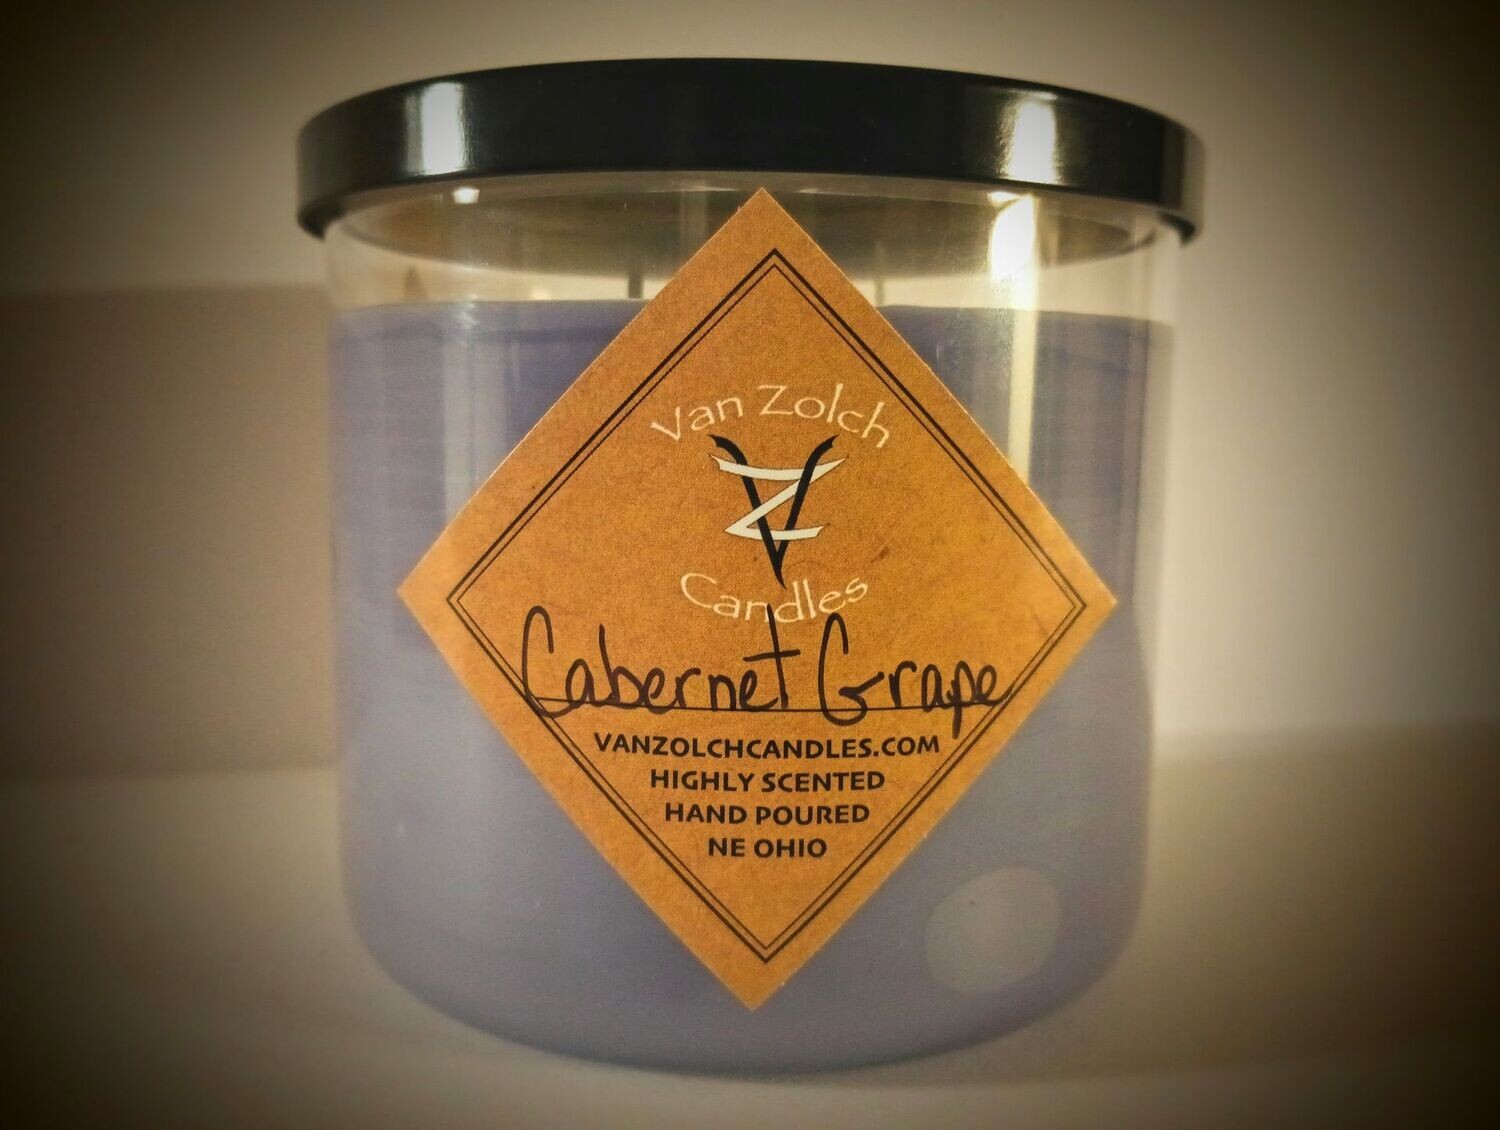 Van Zolch
VZ
Candles
Cabernet Grape
VANZOLCHCANDLES.COM
HIGHLY SCENTED
HAND POURED
NE OHIO